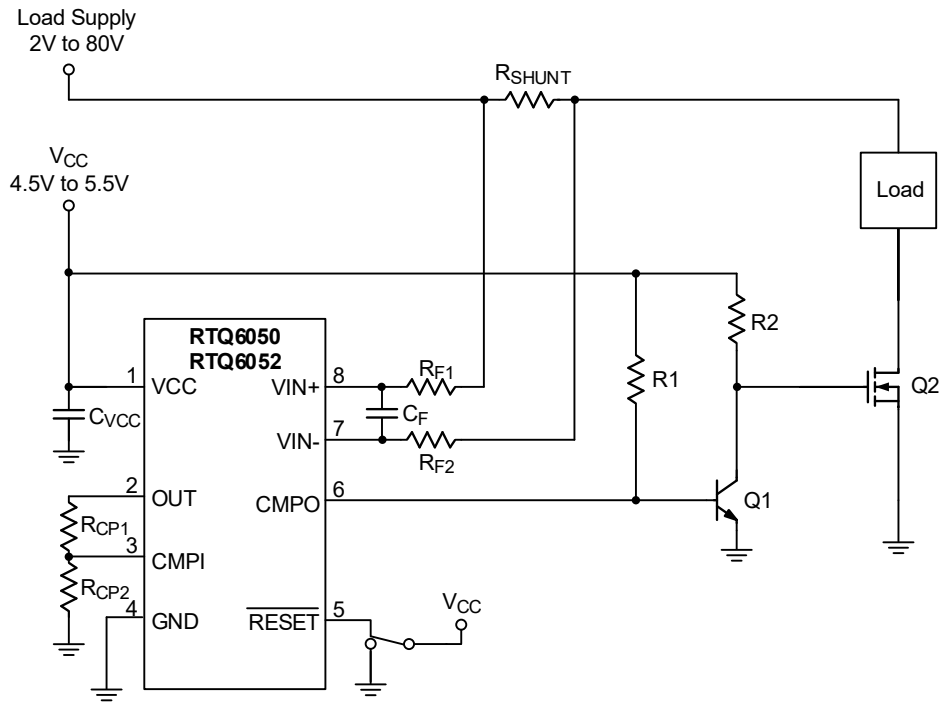 Load Supply
2V to 80V
RSHUNT
VCC
4.5V to 5.5V
Load
RTQ6050
RTQ6052
R2
1
VCC
VIN+
8
RF1
R1
Q2
CVCC
CF
VIN-
7
RF2
2
OUT
CMPO
6
Q1
RCP1
3
CMPI
RCP2
4
GND
RESET
5
VCC